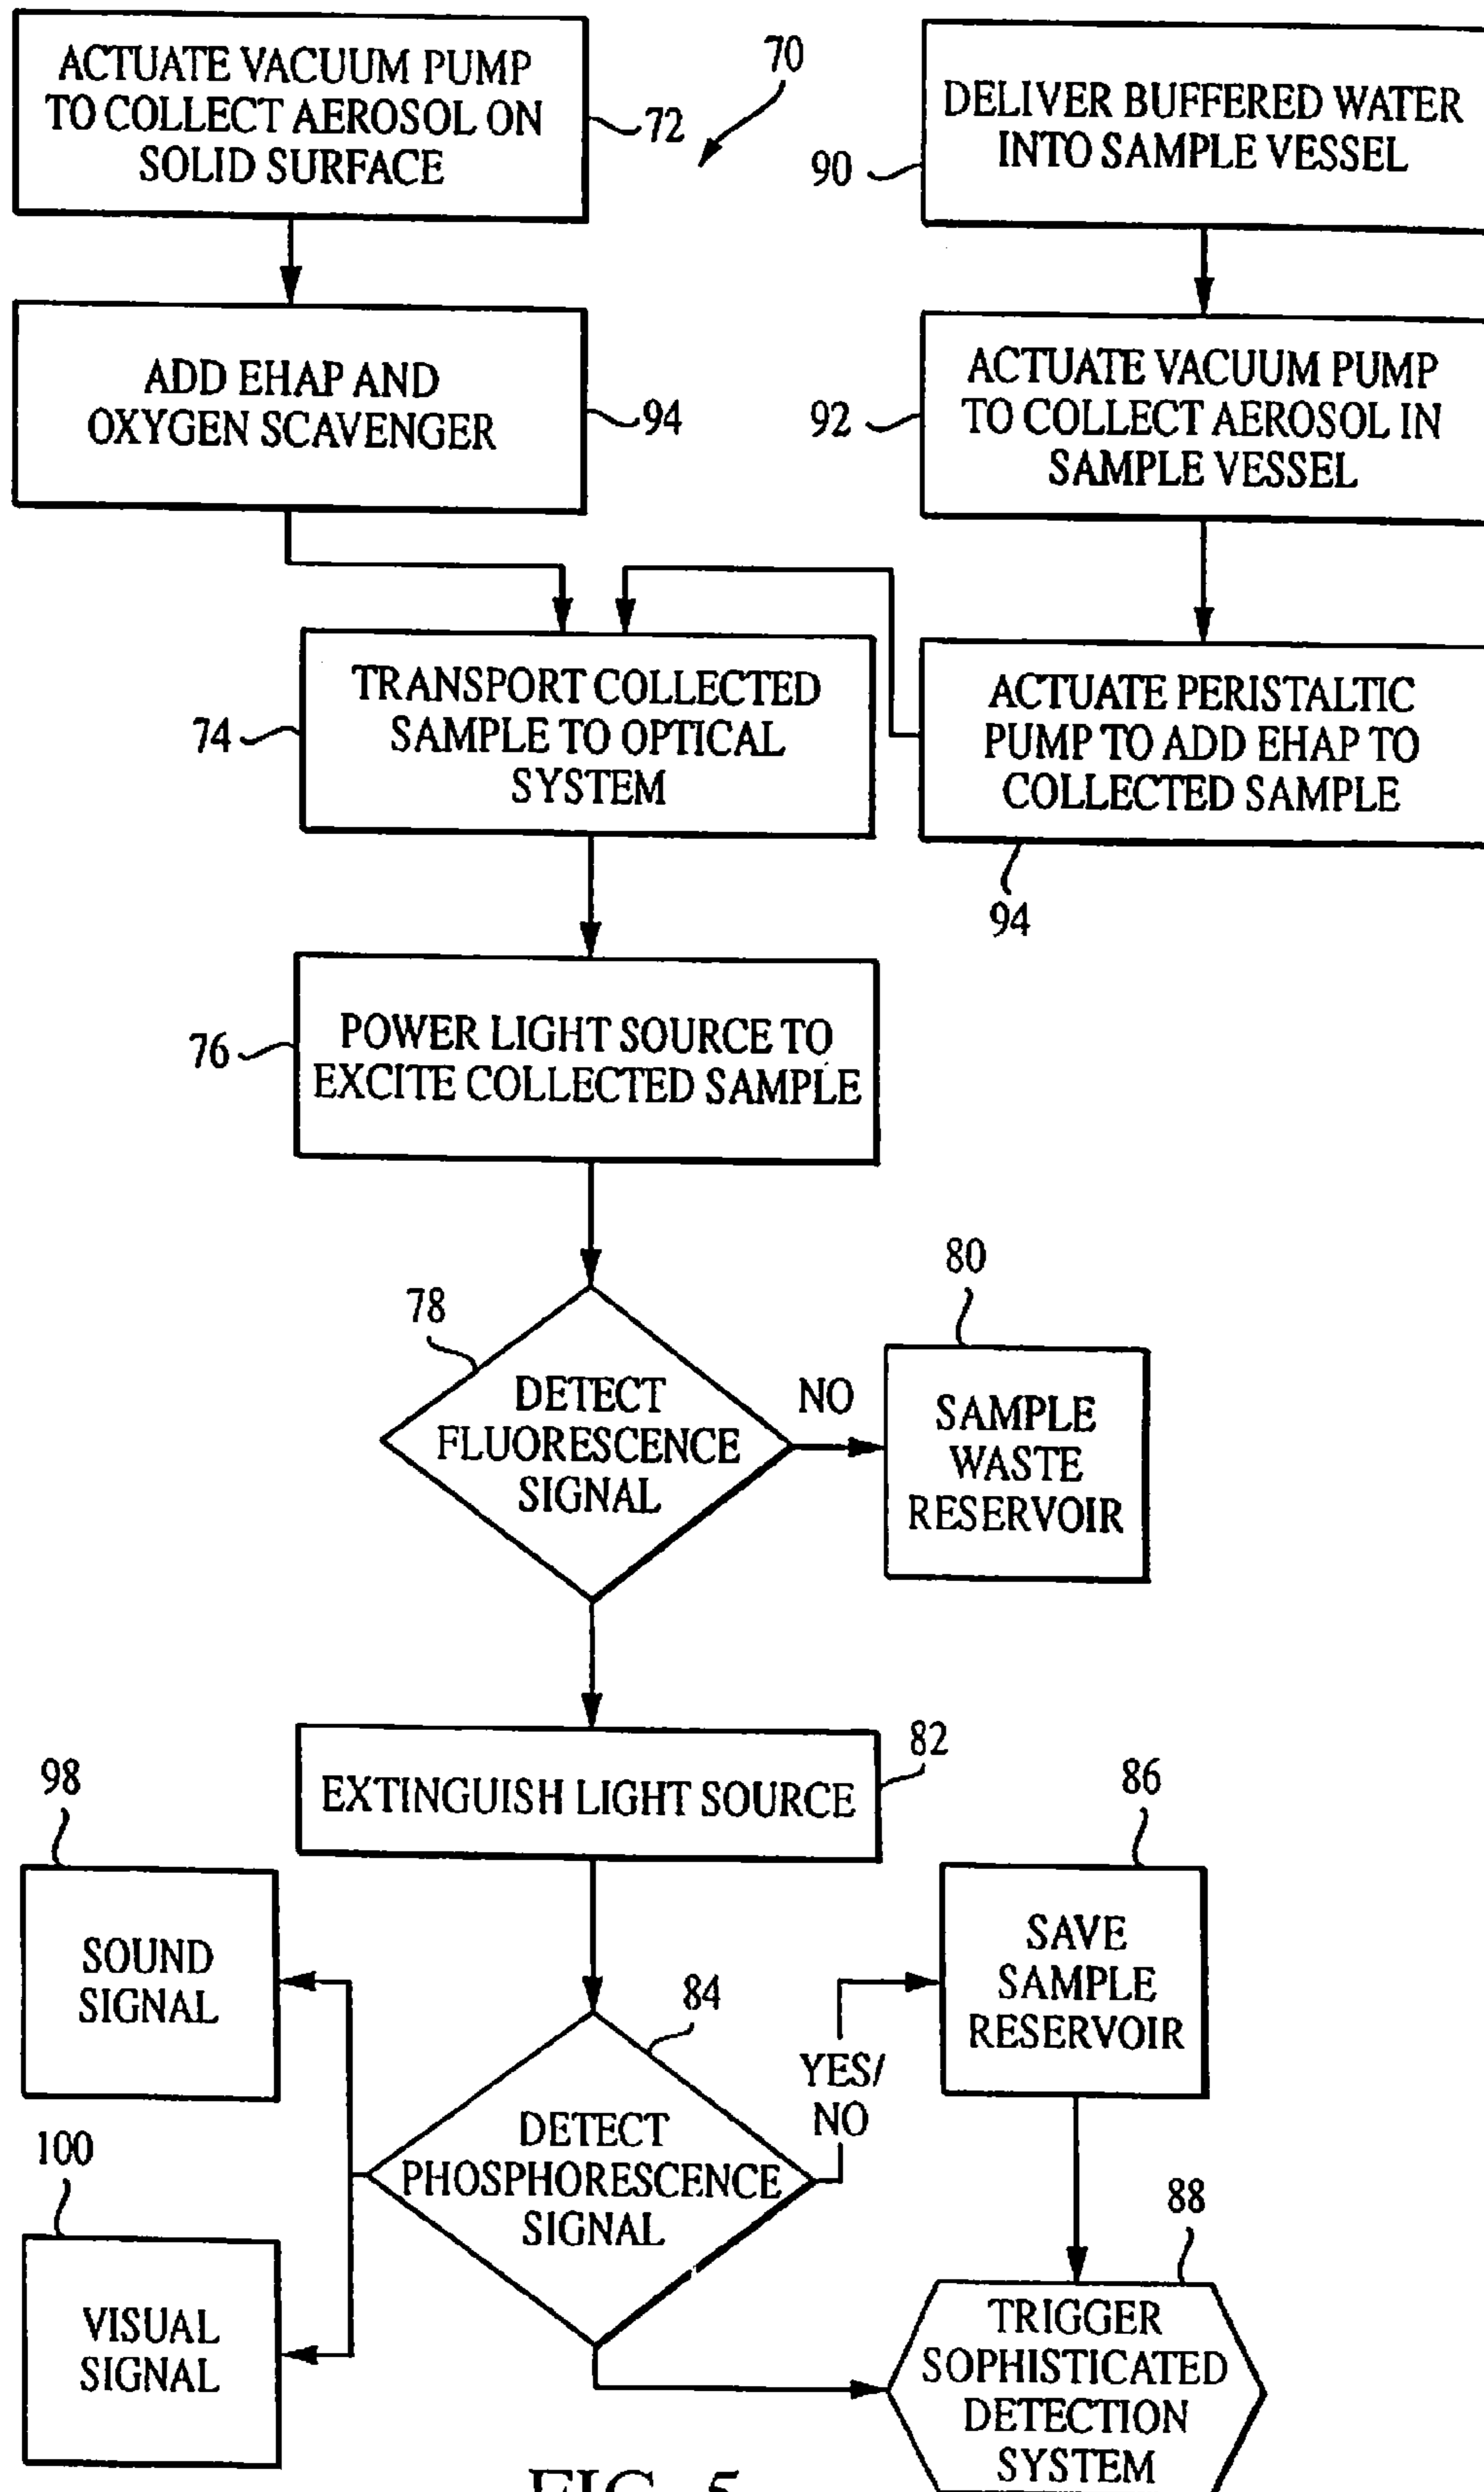 ACTUATE VACUUM PUMP
TO COLLECT AEROSOL ON
SOLID SURFACE
72
70
DELIVER BUFFERED WATER
INTO SAMPLE VESSEL
90
ADD EHAP AND
OXYGEN SCAVENGER
94
ACTUATE VACUUM PUMP
TO COLLECT AEROSOL IN
SAMPLE VESSEL
92
TRANSPORT COLLECTED
SAMPLE TO OPTICAL
SYSTEM
74
ACTUATE PERISTALTIC
PUMP TO ADD EHAP TO
COLLECTED SAMPLE
94
POWER LIGHT SOURCE TO
EXCITE COLLECTED SAMPLE
76
78
DETECT
FLUORESCENCE
SIGNAL
NO
80
SAMPLE
WASTE
RESERVOIR
EXTINGUISH LIGHT SOURCE
82
98
SOUND
SIGNAL
86
SAVE
SAMPLE
RESERVOIR
84
DETECT
PHOSPHORESCENCE
SIGNAL
YES/
NO
100
VISUAL
SIGNAL
88
TRIGGER
SOPHISTICATED
DETECTION
SYSTEM
FIG. 5